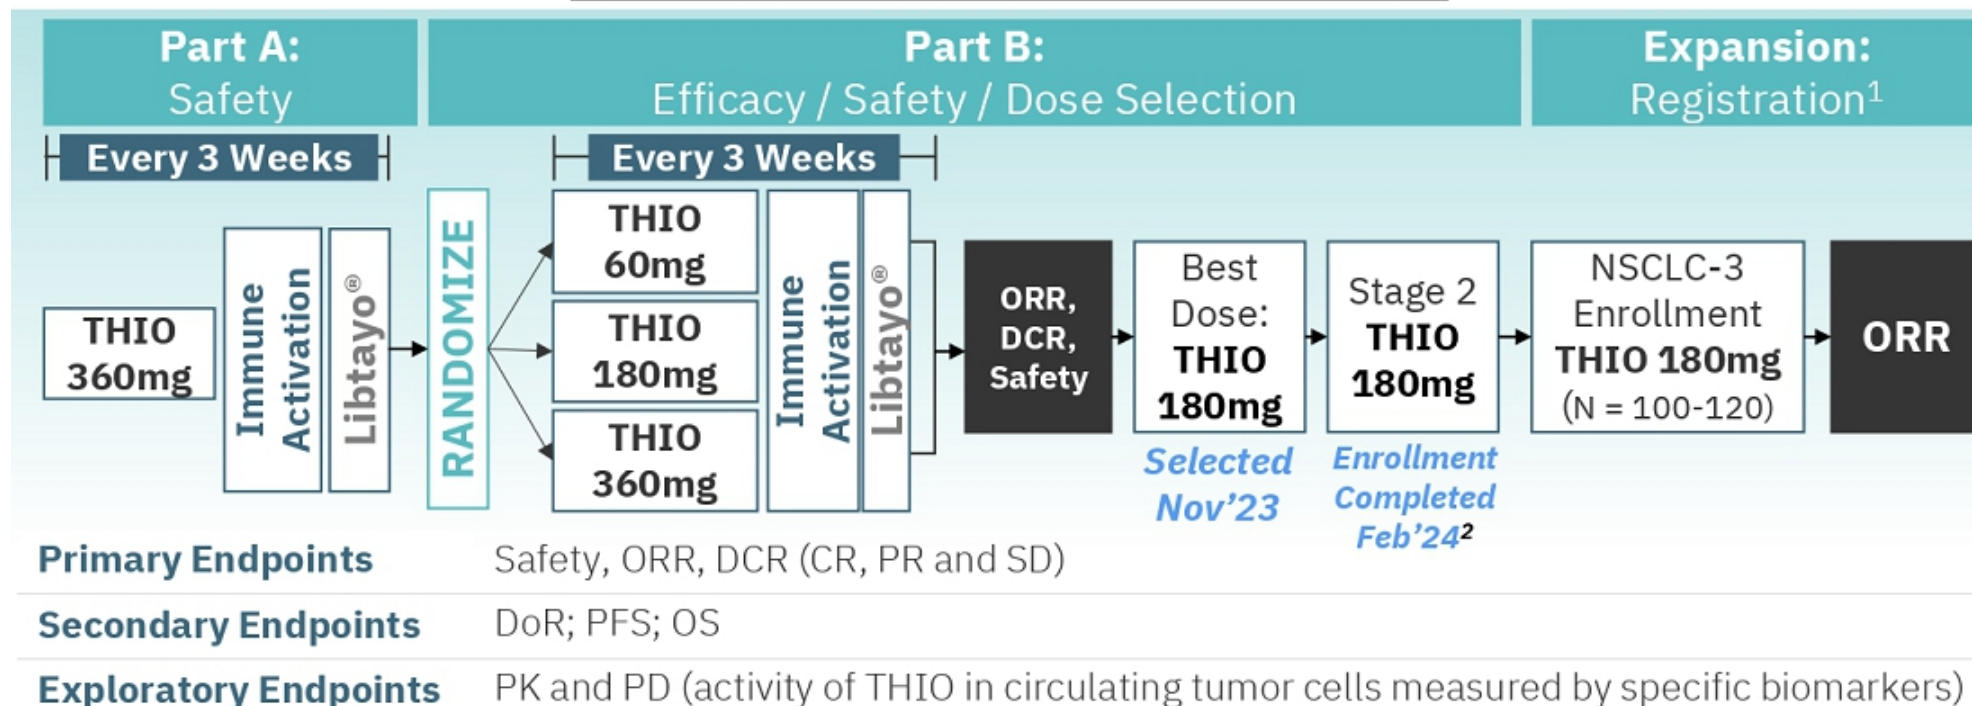 Part A:
Safety
Part B:
Efficacy / Safety / Dose Selection
Expansion:
Registration¹
Every 3 Weeks
Every 3 Weeks
THIO
360mg
Immune
Activation
Libtayo®
RANDOMIZE
THIO
60mg
THIO
180mg
THIO
360mg
Immune
Activation
Libtayo®
ORR,
DCR,
Safety
Best
Dose:
THIO
180mg
Selected
Nov’23
Stage 2
THIO
180mg
Enrollment
Completed
Feb’24²
NSCLC-3
Enrollment
THIO 180mg
(N = 100-120)
ORR
Primary Endpoints Safety, ORR, DCR (CR, PR and SD)
Secondary Endpoints DoR; PFS; OS
Exploratory Endpoints PK and PD (activity of THIO in circulating tumor cells measured by specific biomarkers)